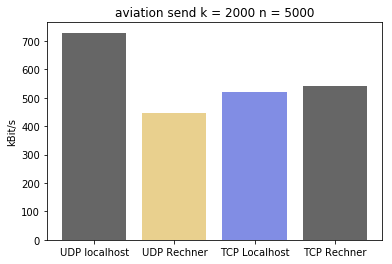 aviation send k = 2000 n = 5000
kBit/s
700
600
500
400
300
200
100
0
UDP localhost
UDP Rechner
TCP Localhost
TCP Rechner